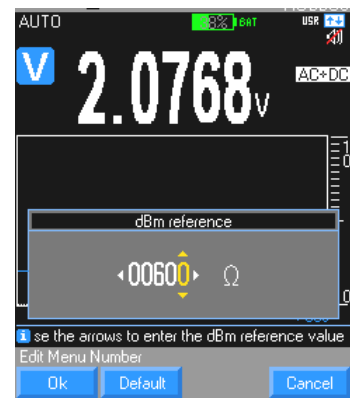 AUTO 8% BAT USR
V 2.0768V AC+DC
dBm reference
00600 Ω
i se the arrows to enter the dBm reference value
Edit Menu Number
Ok Default Cancel